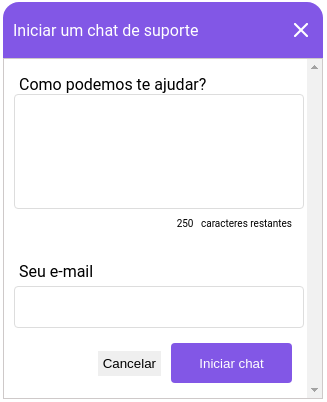 Iniciar um chat de suporte
Como podemos te ajudar?
250 caracteres restantes
Seu e-mail
Cancelar
Iniciar chat